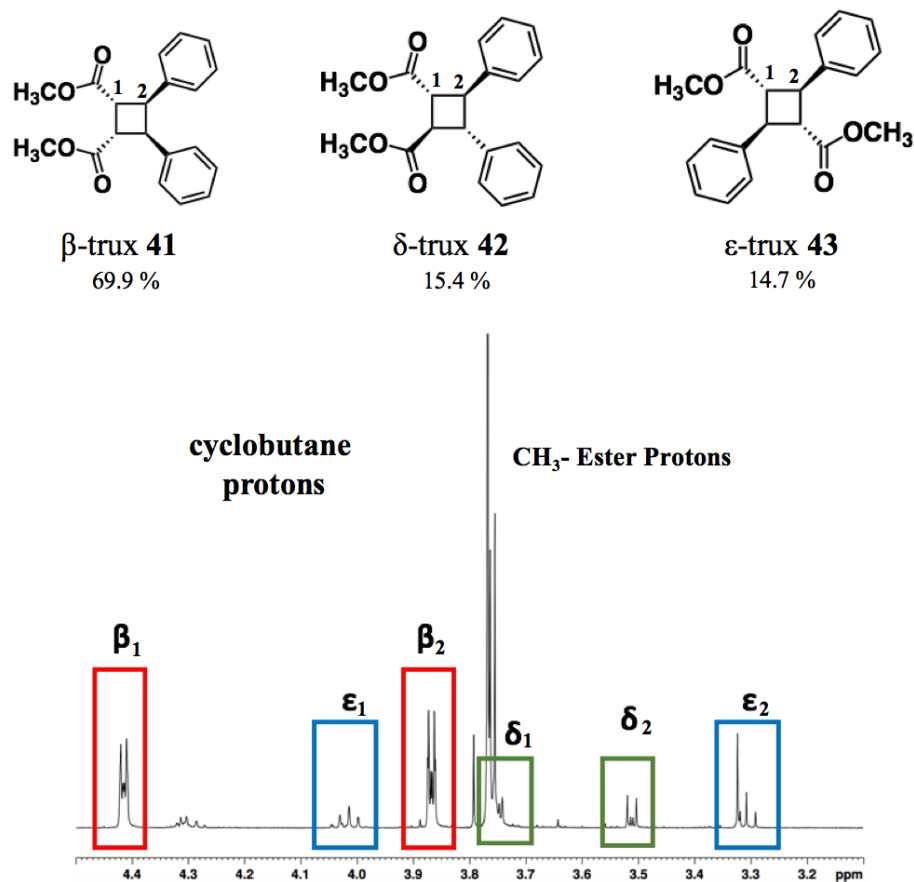 O
H₃CO
1 2
H₃CO
O
β-trux 41
69.9 %
O
H₃CO
1 2
H₃CO
O
δ-trux 42
15.4 %
O
H₃CO
1 2
OCH₃
O
ε-trux 43
14.7 %
cyclobutane
protons
CH₃- Ester Protons
β₁
ε₁
β₂
δ₁
δ₂
ε₂
4.4 4.3 4.2 4.1 4.0 3.9 3.8 3.7 3.6 3.5 3.4 3.3 3.2 ppm